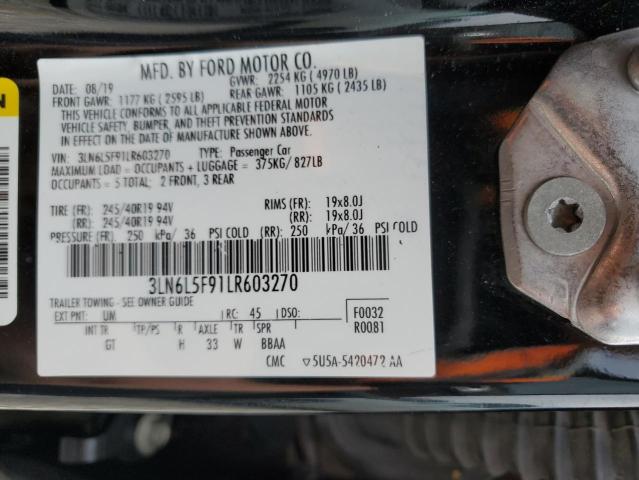 MFD. BY FORD MOTOR CO.
DATE: 08/19 GVWR: 2254 KG ( 4970 LB)
FRONT GAWR: 1177 KG ( 2595 LB) REAR GAWR: 1105 KG ( 2435 LB)
THIS VEHICLE CONFORMS TO ALL APPLICABLE FEDERAL MOTOR
VEHICLE SAFETY, BUMPER, AND THEFT PREVENTION STANDARDS
IN EFFECT ON THE DATE OF MANUFACTURE SHOWN ABOVE.
VIN: 3LN6L5F91LR603270 TYPE: Passenger Car
MAXIMUM LOAD = OCCUPANTS + LUGGAGE = 375KG/ 827LB
OCCUPANTS = 5 TOTAL; 2 FRONT, 3 REAR
TIRE (FR): 245/40R19 94V RIMS (FR): 19x8.0J
(RR): 245/40R19 94V (RR): 19x8.0J
PRESSURE (FR) 250 kPa/ 36 PSI COLD (RR) 250 kPa/ 36 PSI COLD
3LN6L5F91LR603270
TRAILER TOWING - SEE OWNER GUIDE
EXT PNT: UM RC: 45 DSO: F0032
R0081
INT TR TP/PS R AXLE TR SPR
GT H 33 W BBAA
CMC ▽5U5A-5420472 AA